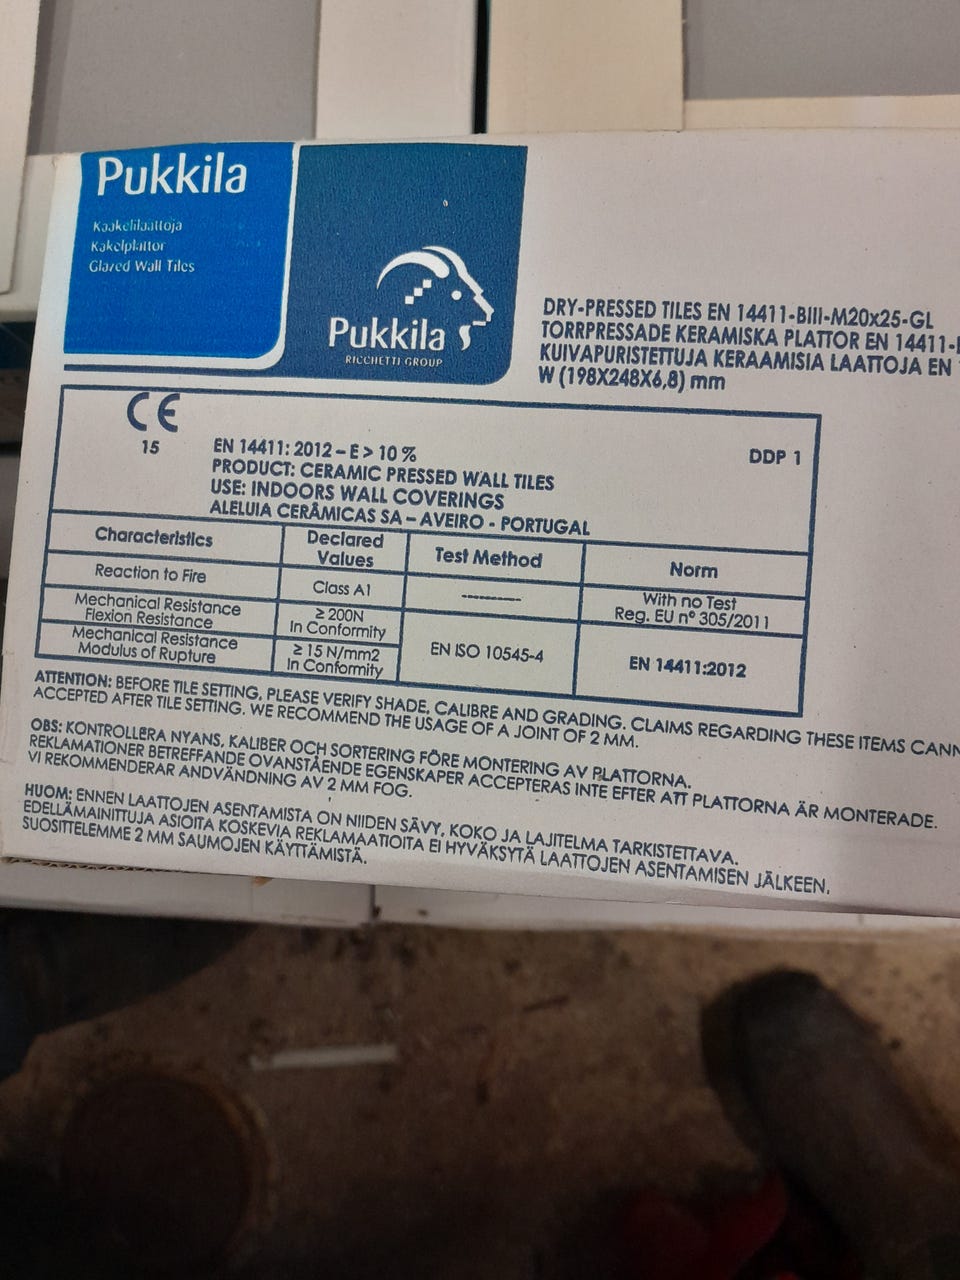 Pukkila
Kaakelilaattoja
Kakelplattor
Glazed Wall Tiles
Pukkila
RICCHETTI GROUP
DRY-PRESSED TILES EN 14411-BIII-M20x25-GL
TORRPRESSADE KERAMISKA PLATTOR EN 14411-
KUIVAPURISTETTUJA KERAAMISIA LAATTOJA EN
W (198X248X6,8) mm
CE
15
EN 14411: 2012 – E > 10 %
DDP 1
PRODUCT: CERAMIC PRESSED WALL TILES
USE: INDOORS WALL COVERINGS
ALELUIA CERÂMICAS SA – AVEIRO - PORTUGAL
Characteristics Declared Values Test Method Norm
Reaction to Fire Class A1 ---------- With no Test Reg. EU nº 305/2011
Mechanical Resistance Flexion Resistance ≥ 200N In Conformity EN ISO 10545-4 EN 14411:2012
Mechanical Resistance Modulus of Rupture ≥ 15 N/mm2 In Conformity
ATTENTION: BEFORE TILE SETTING, PLEASE VERIFY SHADE, CALIBRE AND GRADING. CLAIMS REGARDING THESE ITEMS CANN
ACCEPTED AFTER TILE SETTING. WE RECOMMEND THE USAGE OF A JOINT OF 2 MM.
OBS: KONTROLLERA NYANS, KALIBER OCH SORTERING FÖRE MONTERING AV PLATTORNA.
REKLAMATIONER BETREFFANDE OVANSTÅENDE EGENSKAPER ACCEPTERAS INTE EFTER ATT PLATTORNA ÄR MONTERADE.
VI REKOMMENDERAR ANDVÄNDNING AV 2 MM FOG.
HUOM: ENNEN LAATTOJEN ASENTAMISTA ON NIIDEN SÄVY, KOKO JA LAJITELMA TARKISTETTAVA.
EDELLÄMAINITTUJA ASIOITA KOSKEVIA REKLAMAATIOITA EI HYVÄKSYTÄ LAATTOJEN ASENTAMISEN JÄLKEEN.
SUOSITTELEMME 2 MM SAUMOJEN KÄYTTÄMISTÄ.